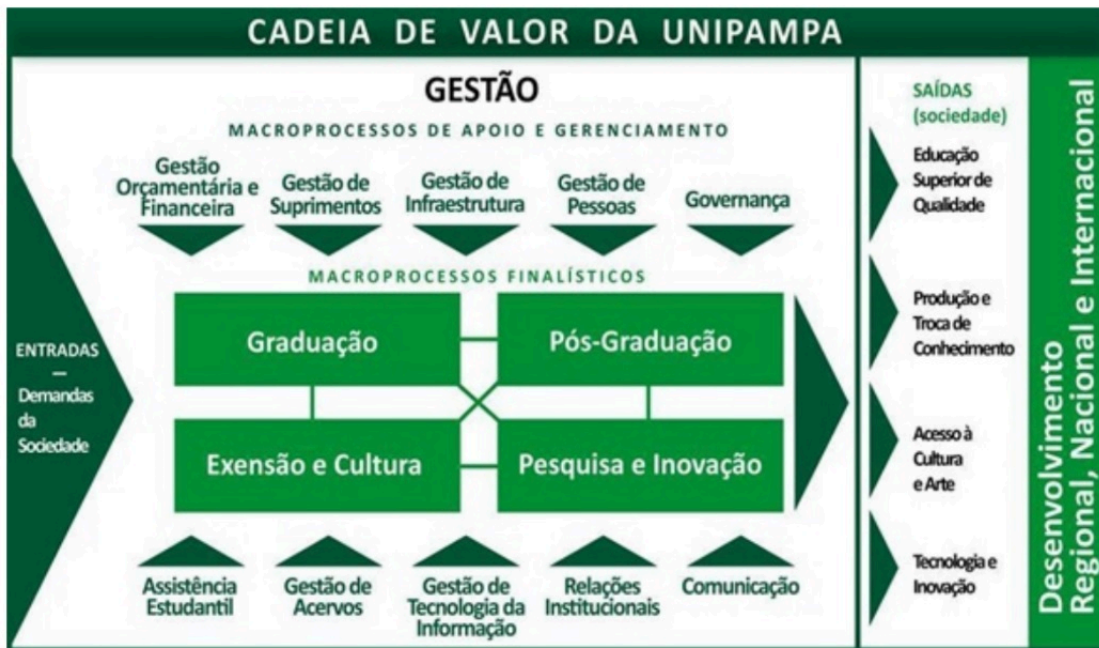 CADEIA DE VALOR DA UNIPAMPA
GESTÃO
MACROPROCESSOS DE APOIO E GERENCIAMENTO
Gestão
Orçamentária e
Financeira
Gestão de
Suprimentos
Gestão de
Infraestrutura
Gestão de
Pessoas
Governança
MACROPROCESSOS FINALÍSTICOS
ENTRADAS
—
Demandas
da
Sociedade
Graduação
Pós-Graduação
Exensão e Cultura
Pesquisa e Inovação
Assistência
Estudantil
Gestão de
Acervos
Gestão de
Tecnologia da
Informação
Relações
Institucionais
Comunicação
SAÍDAS
(sociedade)
Educação
Superior de
Qualidade
Produção e
Troca de
Conhecimento
Acesso à
Cultura
e Arte
Tecnologia e
Inovação
Desenvolvimento
Regional, Nacional e Internacional